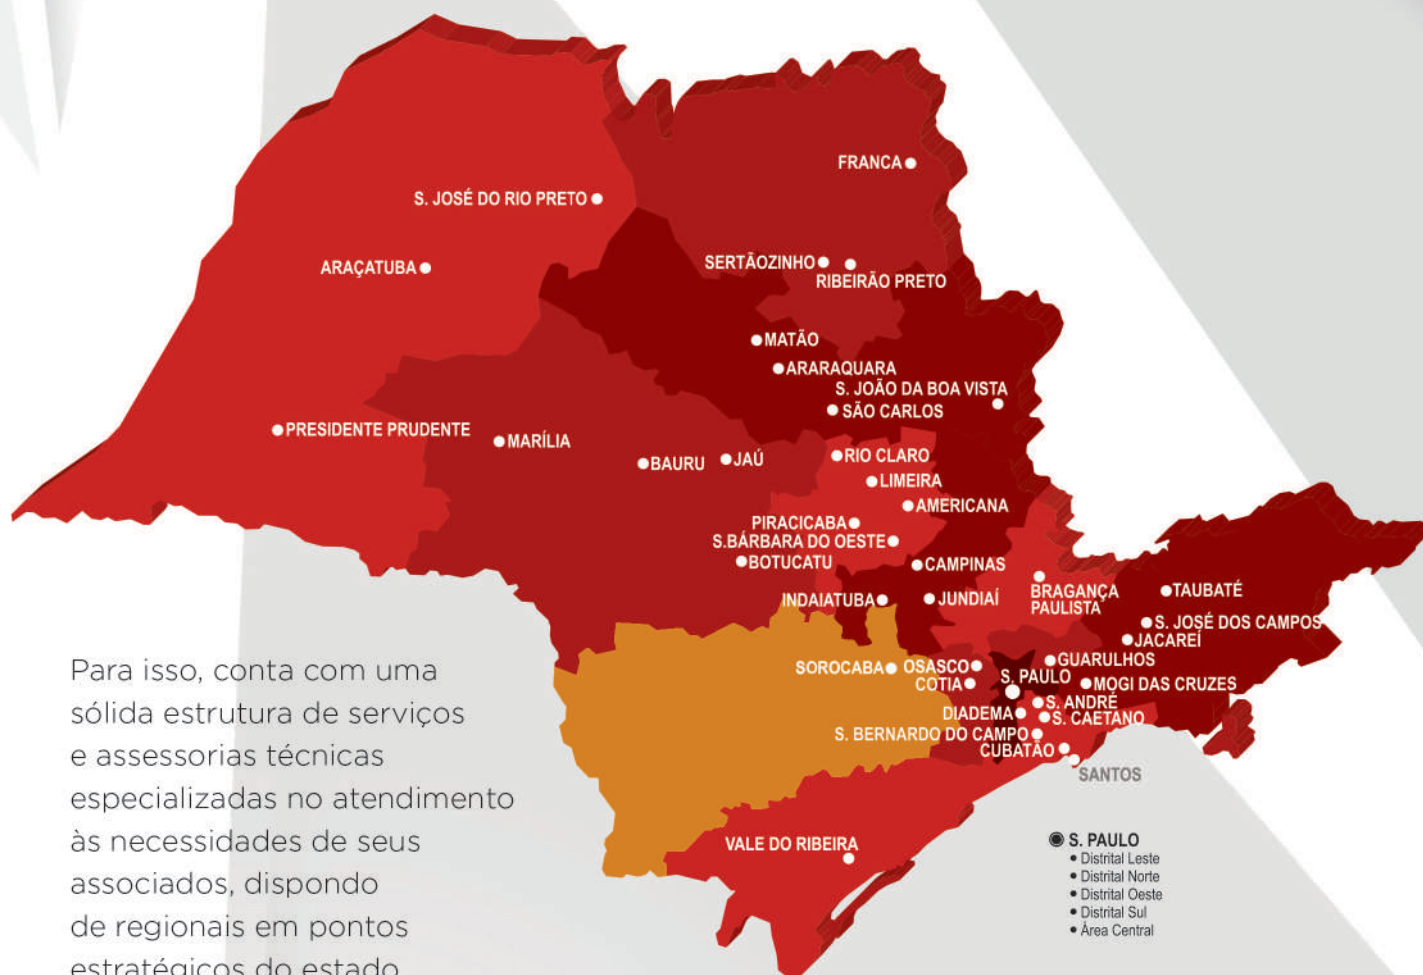 FRANCA
S. JOSÉ DO RIO PRETO
SERTÃOZINHO
ARAÇATUBA
RIBEIRÃO PRETO
MATÃO
ARARAQUARA
S. JOÃO DA BOA VISTA
SÃO CARLOS
PRESIDENTE PRUDENTE
MARÍLIA
RIO CLARO
BAURU
JAÚ
LIMEIRA
AMERICANA
PIRACICABA
S.BÁRBARA DO OESTE
BOTUCATU
CAMPINAS
BRAGANÇA
PAULISTA
TAUBATÉ
INDAIATUBA
JUNDIAÍ
S. JOSÉ DOS CAMPOS
JACAREÍ
GUARULHOS
SOROCABA
OSASCO
S. PAULO
COTIA
MOGI DAS CRUZES
S. ANDRÉ
DIADEMA
S. CAETANO
S. BERNARDO DO CAMPO
CUBATÃO
SANTOS
VALE DO RIBEIRA
Para isso, conta com uma
sólida estrutura de serviços
e assessorias técnicas
especializadas no atendimento
às necessidades de seus
associados, dispondo
de regionais em pontos
estratégicos do estado
S. PAULO
• Distrital Leste
• Distrital Norte
• Distrital Oeste
• Distrital Sul
• Área Central